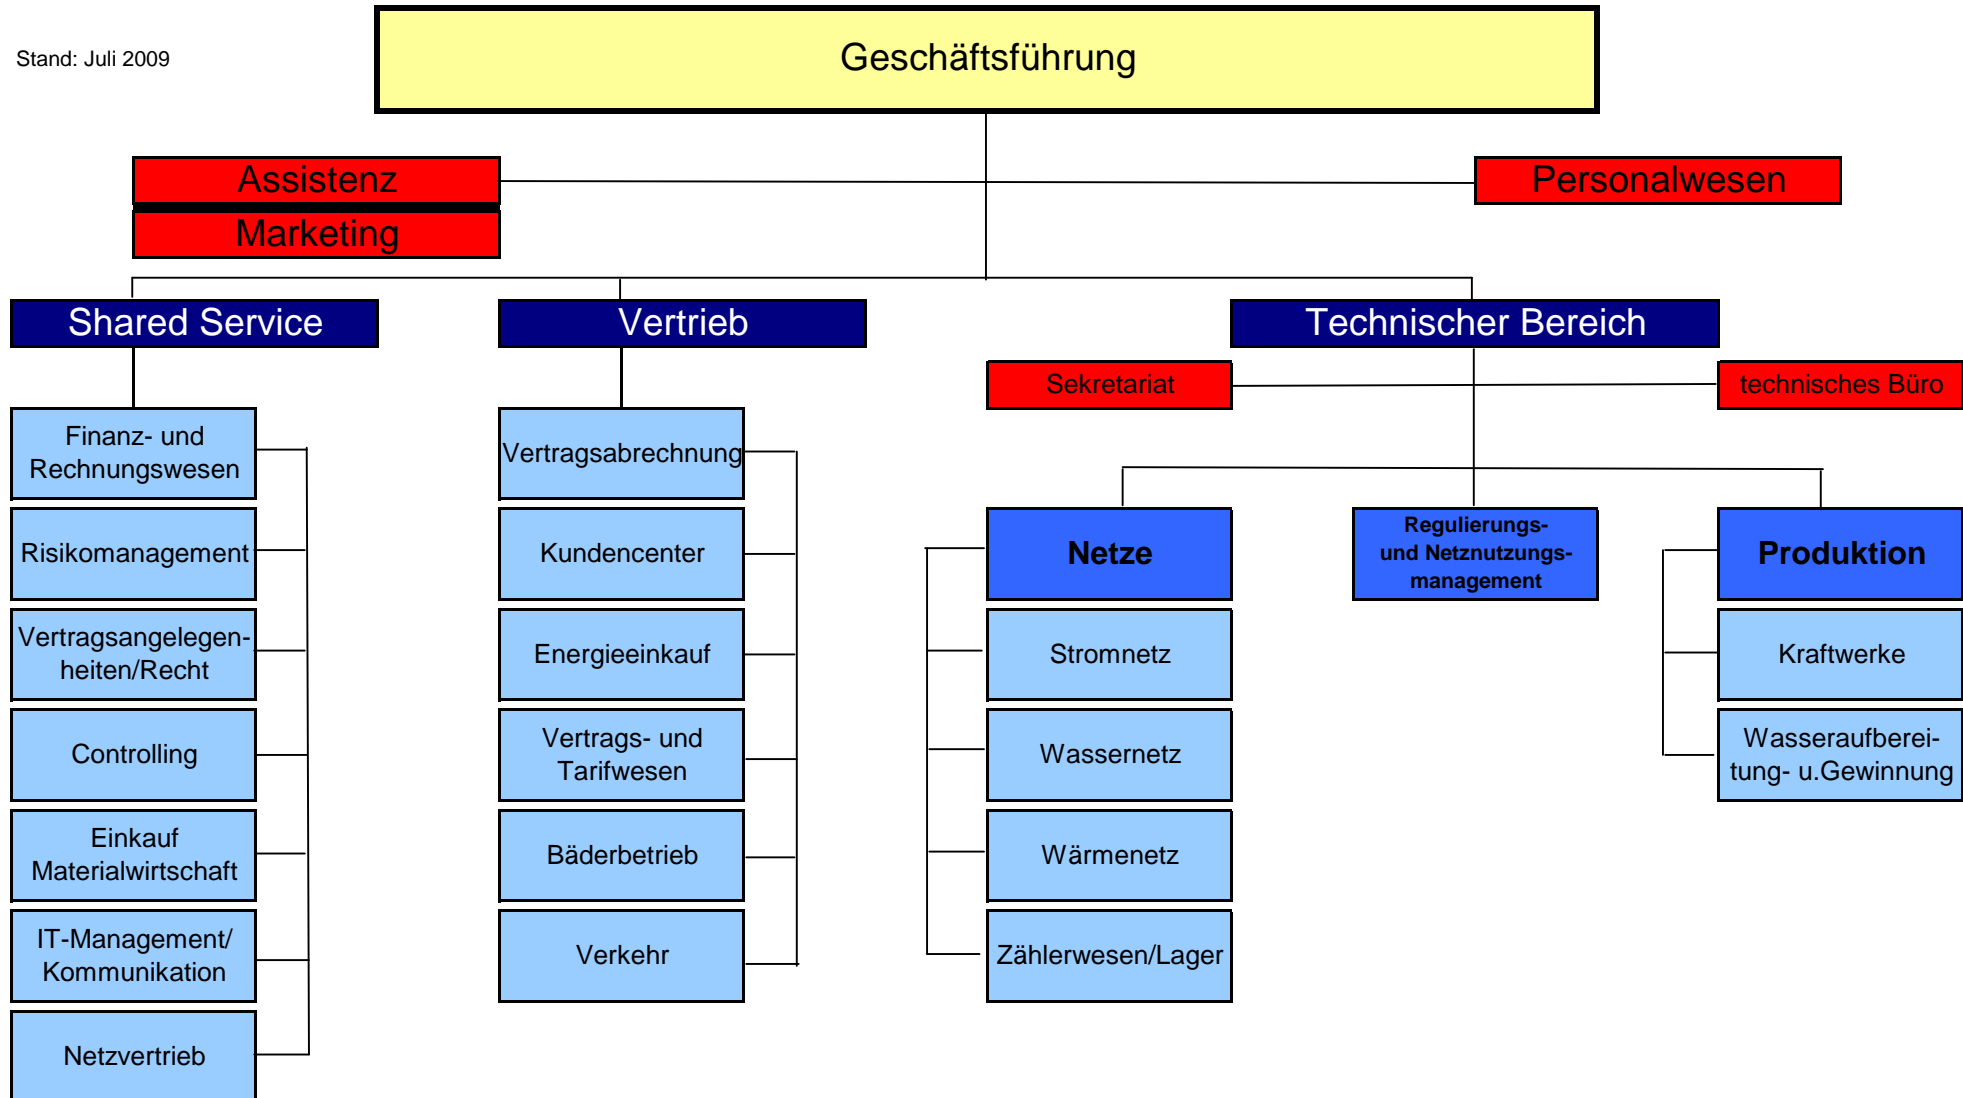 Stand: Juli 2009
Geschäftsführung
Assistenz
Personalwesen
Marketing
Shared Service
Vertrieb
Technischer Bereich
Sekretariat
technisches Büro
Finanz- und
Rechnungswesen
Risikomanagement
Vertragsangelegen-
heiten/Recht
Controlling
Einkauf
Materialwirtschaft
IT-Management/
Kommunikation
Netzvertrieb
Vertragsabrechnung
Kundencenter
Energieeinkauf
Vertrags- und
Tarifwesen
Bäderbetrieb
Verkehr
Netze
Stromnetz
Wassernetz
Wärmenetz
Zählerwesen/Lager
Regulierungs-
und Netznutzungs-
management
Produktion
Kraftwerke
Wasseraufberei-
tung- u.Gewinnung